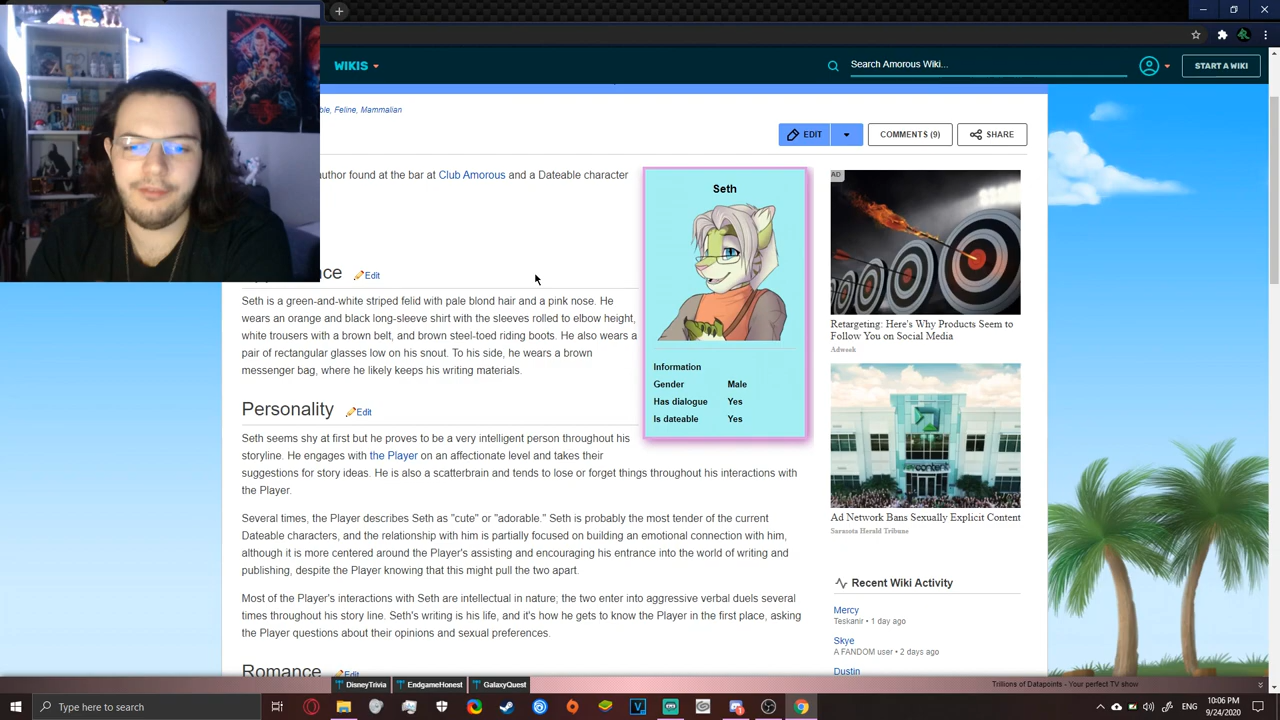 WIKIS
Search Amorous Wiki...
START A WIKI
ble, Feline, Mammalian
EDIT
COMMENTS (9)
SHARE
author found at the bar at Club Amorous and a Dateable character
Edit
Seth is a green-and-white striped felid with pale blond hair and a pink nose. He
wears an orange and black long-sleeve shirt with the sleeves rolled to elbow height,
white trousers with a brown belt, and brown steel-toed riding boots. He also wears a
pair of rectangular glasses low on his snout. To his side, he wears a brown
messenger bag, where he likely keeps his writing materials.
Personality Edit
Seth seems shy at first but he proves to be a very intelligent person throughout his
storyline. He engages with the Player on an affectionate level and takes their
suggestions for story ideas. He is also a scatterbrain and tends to lose or forget things throughout his interactions with
the Player.
Several times, the Player describes Seth as "cute" or "adorable." Seth is probably the most tender of the current
Dateable characters, and the relationship with him is partially focused on building an emotional connection with him,
although it is more centered around the Player's assisting and encouraging his entrance into the world of writing and
publishing, despite the Player knowing that this might pull the two apart.
Most of the Player's interactions with Seth are intellectual in nature; the two enter into aggressive verbal duels several
times throughout his story line. Seth's writing is his life, and it's how he gets to know the Player in the first place, asking
the Player questions about their opinions and sexual preferences.
Romance Edit
Seth
Information
Gender Male
Has dialogue Yes
Is dateable Yes
AD
Retargeting: Here's Why Products Seem to
Follow You on Social Media
Adweek
Ad Network Bans Sexually Explicit Content
Sarasota Herald Tribune
Recent Wiki Activity
Mercy
Teskanir • 1 day ago
Skye
A FANDOM user • 2 days ago
Dustin
DisneyTrivia
EndgameHonest
GalaxyQuest
Trillions of Datapoints - Your perfect TV show
Type here to search
10:06 PM
9/24/2020